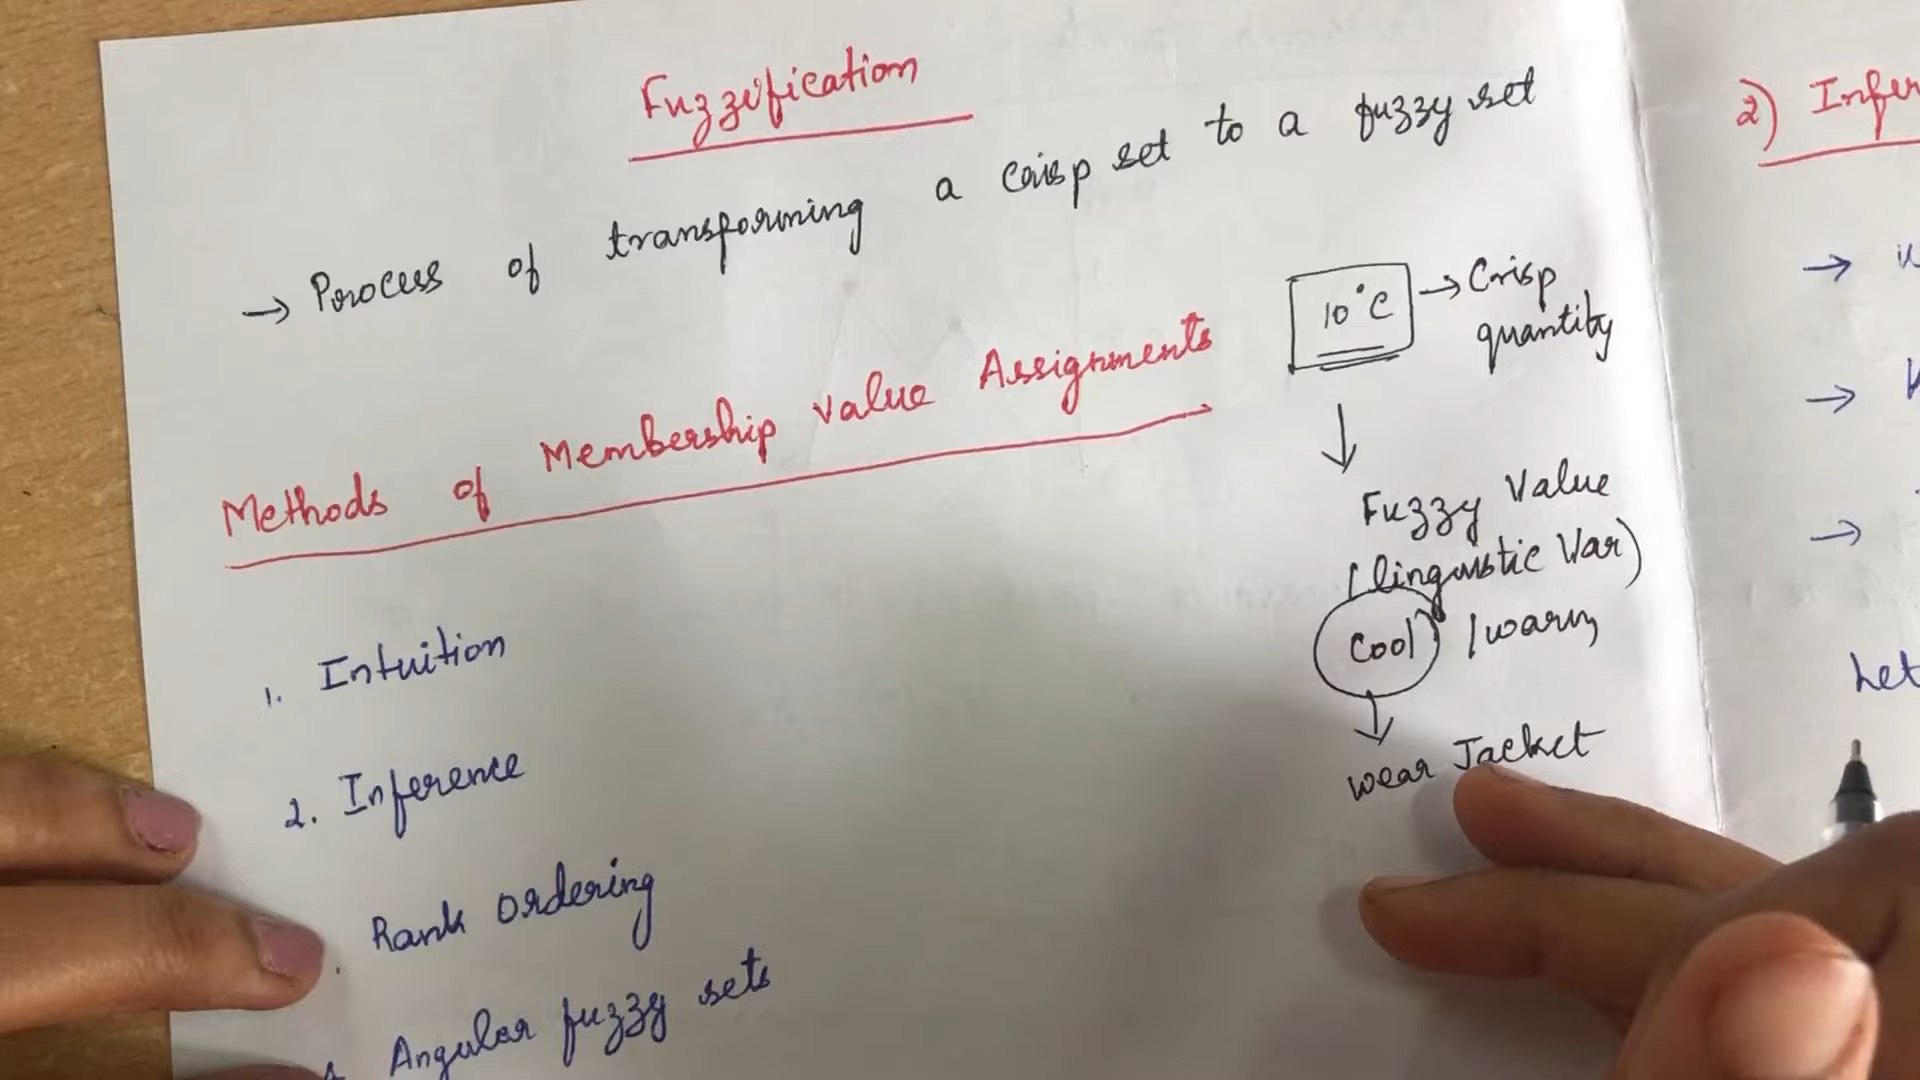 Fuzzification
→ Process of transforming a crisp set to a fuzzy set
Methods of Membership value Assignments
1. Intuition
2. Inference
Rank ordering
Angular fuzzy sets
10°C → Crisp
quantity
↓
Fuzzy Value
(linguistic Var)
Cool / warm
↓
wear Jacket
2)
→
→
→
Let